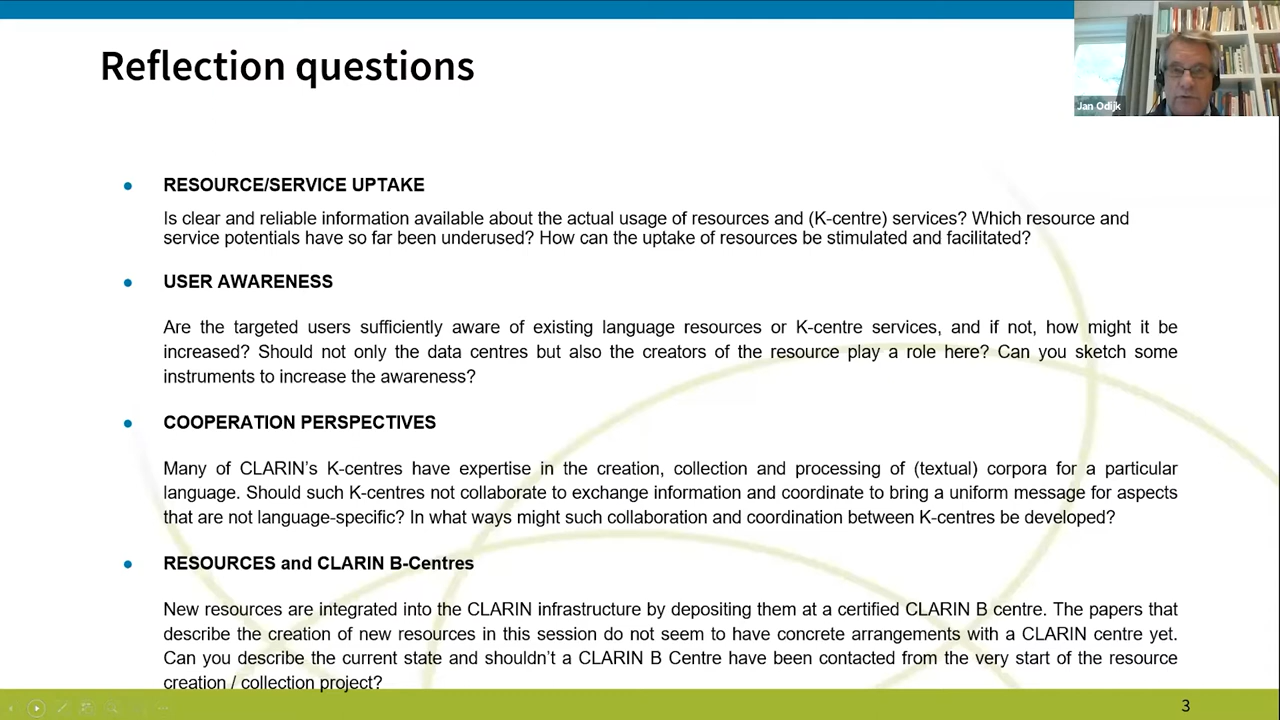 Reflection questions
Jan Odijk
RESOURCE/SERVICE UPTAKE
Is clear and reliable information available about the actual usage of resources and (K-centre) services? Which resource and
service potentials have so far been underused? How can the uptake of resources be stimulated and facilitated?
USER AWARENESS
Are the targeted users sufficiently aware of existing language resources or K-centre services, and if not, how might it be
increased? Should not only the data centres but also the creators of the resource play a role here? Can you sketch some
instruments to increase the awareness?
COOPERATION PERSPECTIVES
Many of CLARIN's K-centres have expertise in the creation, collection and processing of (textual) corpora for a particular
language. Should such K-centres not collaborate to exchange information and coordinate to bring a uniform message for aspects
that are not language-specific? In what ways might such collaboration and coordination between K-centres be developed?
RESOURCES and CLARIN B-Centres
New resources are integrated into the CLARIN infrastructure by depositing them at a certified CLARIN B centre. The papers that
describe the creation of new resources in this session do not seem to have concrete arrangements with a CLARIN centre yet.
Can you describe the current state and shouldn't a CLARIN B Centre have been contacted from the very start of the resource
creation / collection project?
3